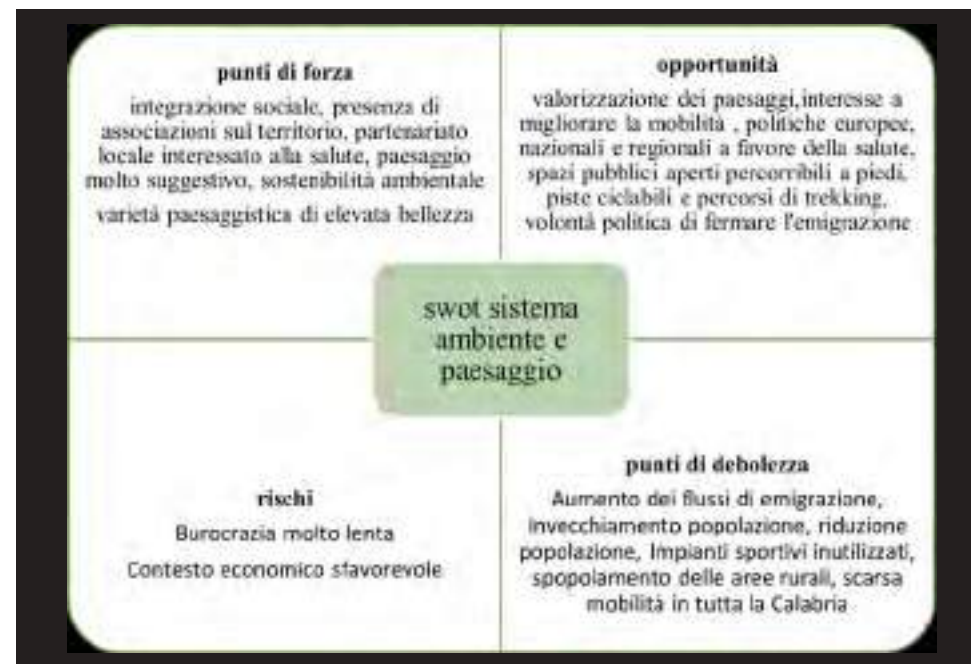 punti di forza
integrazione sociale, presenza di
associazioni sul territorio, partenariato
locale interessato alla salute, paesaggio
molto suggestivo, sostenibilità ambientale
varietà paesaggistica di elevata bellezza
opportunità
valorizzazione dei paesaggi,interesse a
migliorare la mobilità , politiche europee,
nazionali e regionali a favore della salute,
spazi pubblici aperti percorribili a piedi,
piste ciclabili e percorsi di trekking,
volontà politica di fermare l'emigrazione
swot sistema
ambiente e
paesaggio
rischi
Burocrazia molto lenta
Contesto economico sfavorevole
punti di debolezza
Aumento dei flussi di emigrazione,
invecchiamento popolazione, riduzione
popolazione, Impianti sportivi inutilizzati,
spopolamento delle aree rurali, scarsa
mobilità in tutta la Calabria